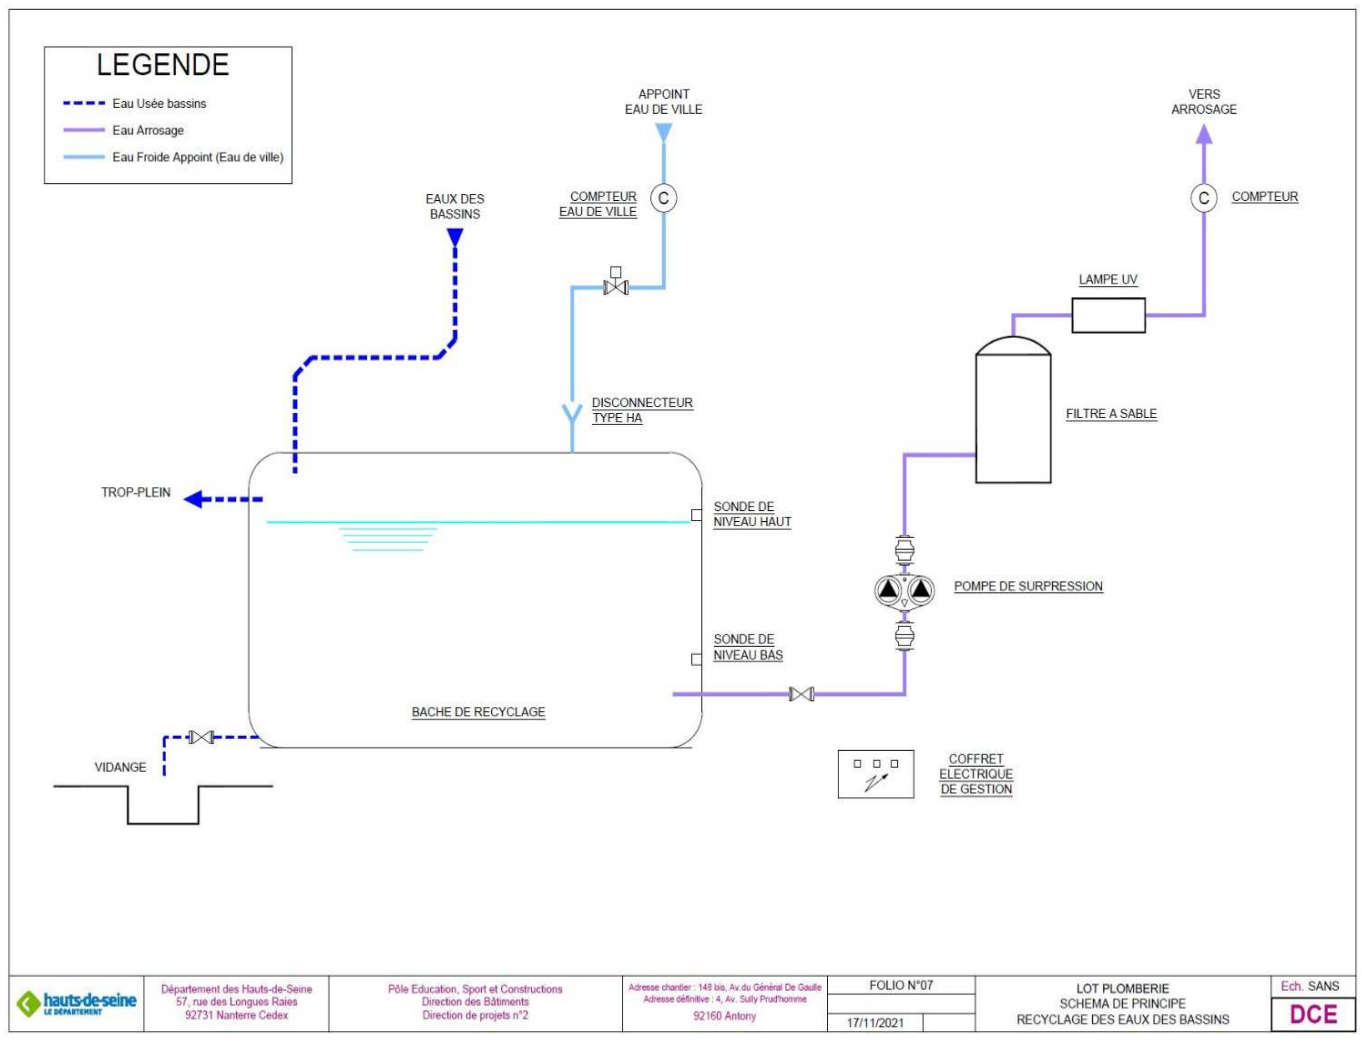 LEGENDE
Eau Usée bassins
Eau Arrosage
Eau Froide Appoint (Eau de ville)
APPOINT
EAU DE VILLE
VERS
ARROSAGE
EAUX DES
BASSINS
COMPTEUR
EAU DE VILLE
C
C
COMPTEUR
LAMPE UV
DISCONNECTEUR
TYPE HA
FILTRE A SABLE
TROP-PLEIN
SONDE DE
NIVEAU HAUT
POMPE DE SURPRESSION
SONDE DE
NIVEAU BAS
BACHE DE RECYCLAGE
VIDANGE
COFFRET
ELECTRIQUE
DE GESTION
hauts-de-seine
LE DÉPARTEMENT
Département des Hauts-de-Seine
57, rue des Longues Raies
92731 Nanterre Cedex
Pôle Education, Sport et Constructions
Direction des Bâtiments
Direction de projets n°2
Adresse chantier : 148 bis, Av.du Général De Gaulle
Adresse définitive : 4, Av. Sully Prud'homme
92160 Antony
FOLIO N°07
17/11/2021
LOT PLOMBERIE
SCHEMA DE PRINCIPE
RECYCLAGE DES EAUX DES BASSINS
Ech. SANS
DCE